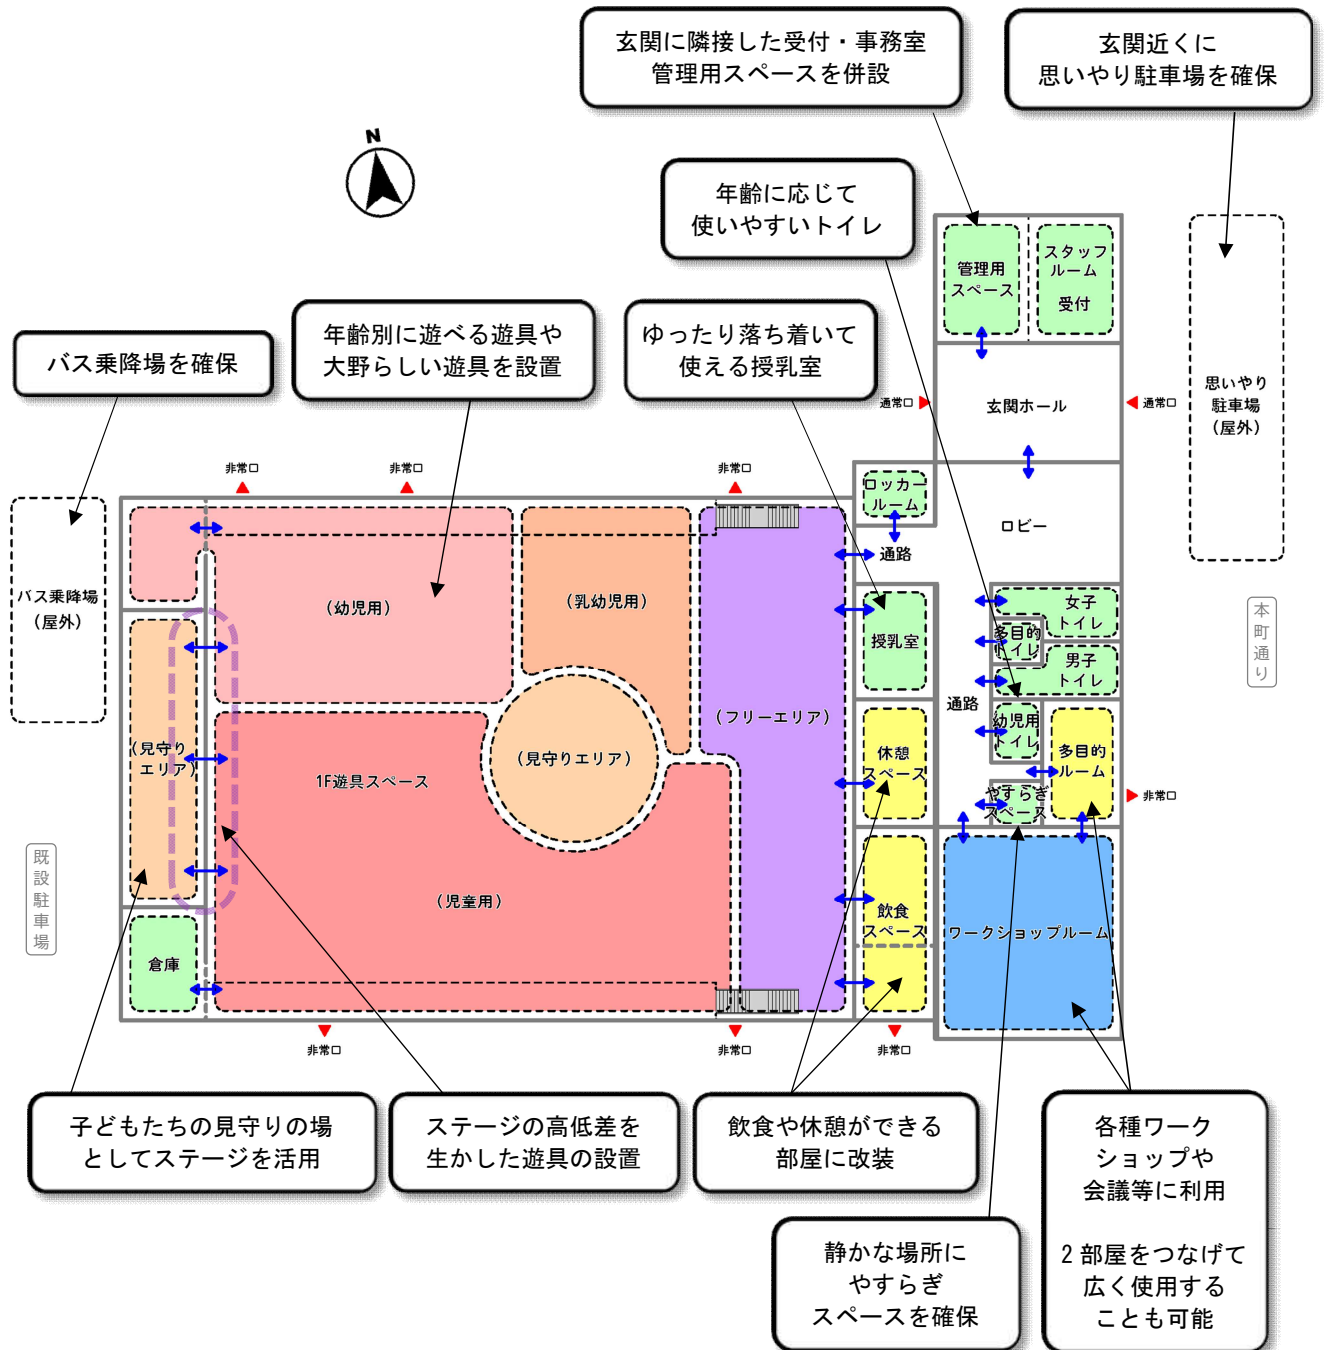 玄関に隣接した受付・事務室
管理用スペースを併設
玄関近くに
思いやり駐車場を確保
N
年齢に応じて
使いやすいトイレ
バス乗降場を確保
年齢別に遊べる遊具や
大野らしい遊具を設置
ゆったり落ち着いて
使える授乳室
管理用
スペース
スタッフ
ルーム
受付
通常口
玄関ホール
通常口
思いやり
駐車場
(屋外)
非常口
非常口
非常口
ロッカー
ルーム
ロビー
通路
バス乗降場
(屋外)
(幼児用)
(乳幼児用)
女子
トイレ
多目的
トイレ
男子
トイレ
本町通り
授乳室
通路
(フリーエリア)
幼児用
トイレ
(見守り
エリア)
(見守りエリア)
1F遊具スペース
休憩
スペース
多目的
ルーム
やすらぎ
スペース
非常口
既設駐車場
(児童用)
飲食
スペース
ワークショップルーム
倉庫
非常口
非常口
非常口
子どもたちの見守りの場
としてステージを活用
ステージの高低差を
生かした遊具の設置
飲食や休憩ができる
部屋に改装
各種ワーク
ショップや
会議等に利用
2部屋をつなげて
広く使用する
ことも可能
静かな場所に
やすらぎ
スペースを確保